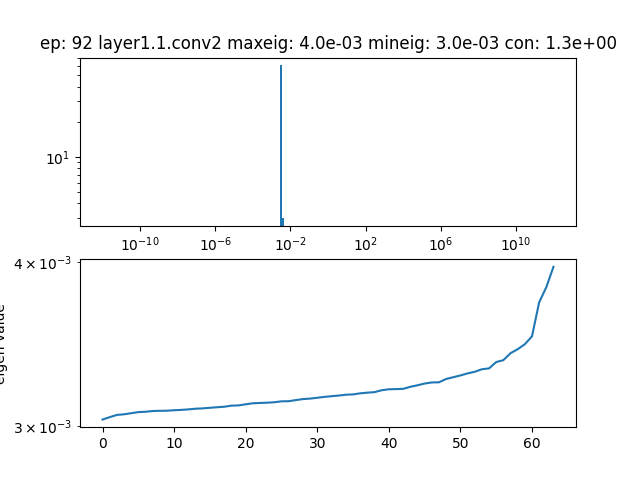 ep: 92 layer1.1.conv2 maxeig: 4.0e-03 mineig: 3.0e-03 con: 1.3e+00
10¹
10⁻¹⁰ 10⁻⁶ 10⁻² 10² 10⁶ 10¹⁰
4 × 10⁻³
eigen value
3 × 10⁻³
0 10 20 30 40 50 60